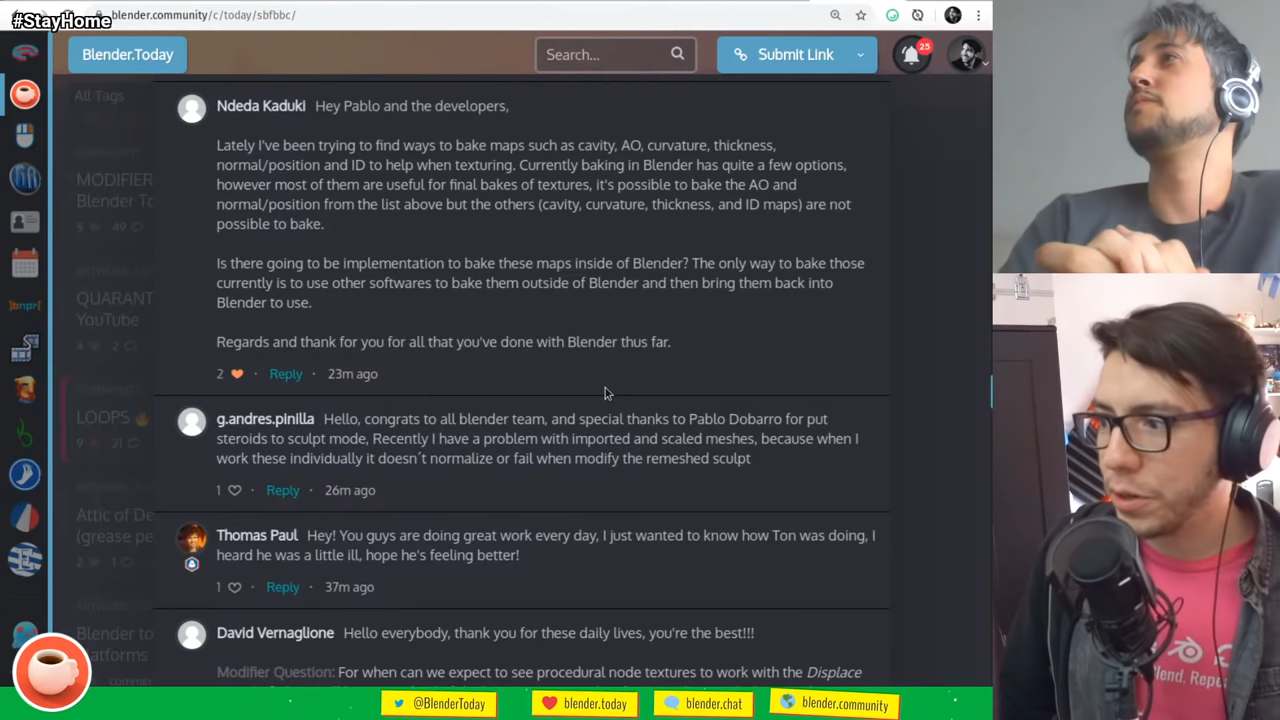 #StayHome
blender.community/c/today/sbfbbc/
Blender.Today
Search...
Submit Link
25
All Tags
MODIFIER
Blender To
5
49
QUARANT
YouTube
4
2
LOOPS
9
21
Attic of De
(grease pe
2
1
Blender to
latforms
Ndeda Kaduki Hey Pablo and the developers,
Lately I've been trying to find ways to bake maps such as cavity, AO, curvature, thickness,
normal/position and ID to help when texturing. Currently baking in Blender has quite a few options,
however most of them are useful for final bakes of textures, it's possible to bake the AO and
normal/position from the list above but the others (cavity, curvature, thickness, and ID maps) are not
possible to bake.
Is there going to be implementation to bake these maps inside of Blender? The only way to bake those
currently is to use other softwares to bake them outside of Blender and then bring them back into
Blender to use.
Regards and thank for you for all that you've done with Blender thus far.
2 Reply · 23m ago
g.andres.pinilla Hello, congrats to all blender team, and special thanks to Pablo Dobarro for put
steroids to sculpt mode, Recently I have a problem with imported and scaled meshes, because when I
work these individually it doesn´t normalize or fail when modify the remeshed sculpt
1 · Reply · 26m ago
Thomas Paul Hey! You guys are doing great work every day, I just wanted to know how Ton was doing, I
heard he was a little ill, hope he's feeling better!
1 · Reply · 37m ago
David Vernaglione Hello everybody, thank you for these daily lives, you're the best!!!
Modifier Question: For when can we expect to see procedural node textures to work with the Displace
@BlenderToday
blender.today
blender.chat
blender.community